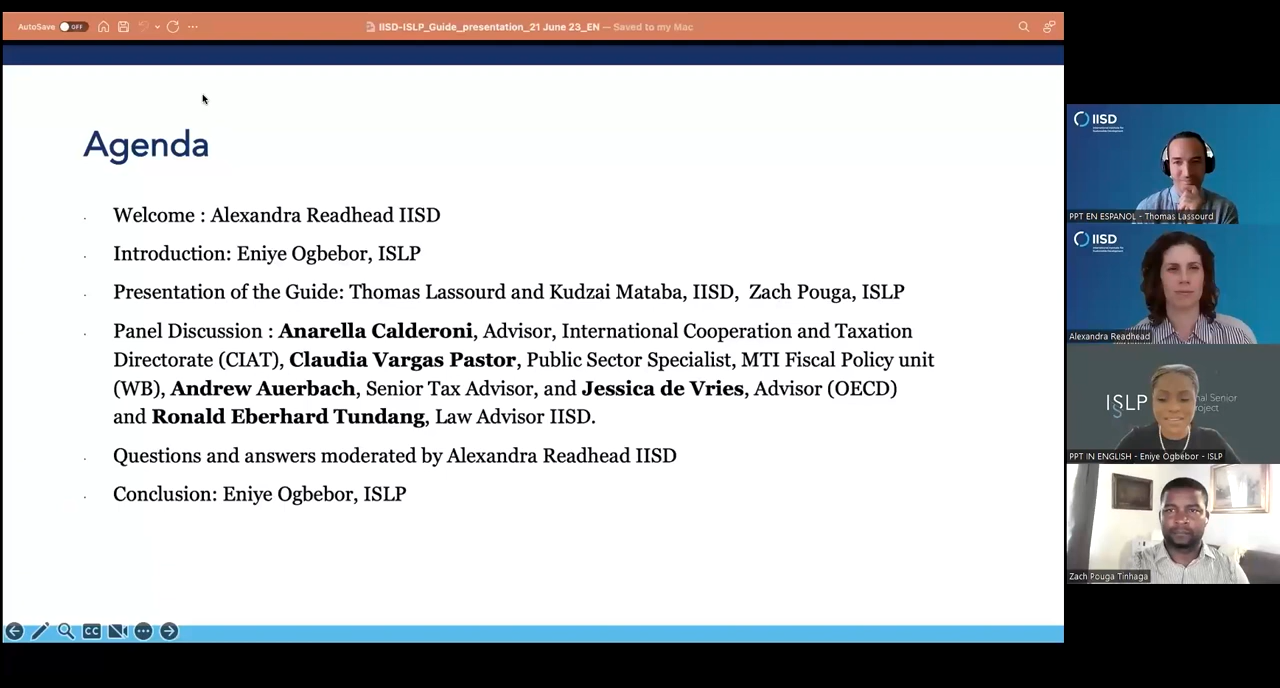 AutoSave OFF
IISD-ISLP_Guide_presentation_21 June 23_EN — Saved to my Mac
Agenda
Welcome : Alexandra Readhead IISD
Introduction: Eniye Ogbebor, ISLP
Presentation of the Guide: Thomas Lassourd and Kudzai Mataba, IISD, Zach Pouga, ISLP
Panel Discussion : Anarella Calderoni, Advisor, International Cooperation and Taxation
Directorate (CIAT), Claudia Vargas Pastor, Public Sector Specialist, MTI Fiscal Policy unit
(WB), Andrew Auerbach, Senior Tax Advisor, and Jessica de Vries, Advisor (OECD)
and Ronald Eberhard Tundang, Law Advisor IISD.
Questions and answers moderated by Alexandra Readhead IISD
Conclusion: Eniye Ogbebor, ISLP
CC
IISD
PPT EN ESPANOL - Thomas Lassourd
IISD
Alexandra Readhead
ISLP
nal Senior
roject
PPT IN ENGLISH - Eniye Ogbebor - ISLP
Zach Pouga Tinhaga